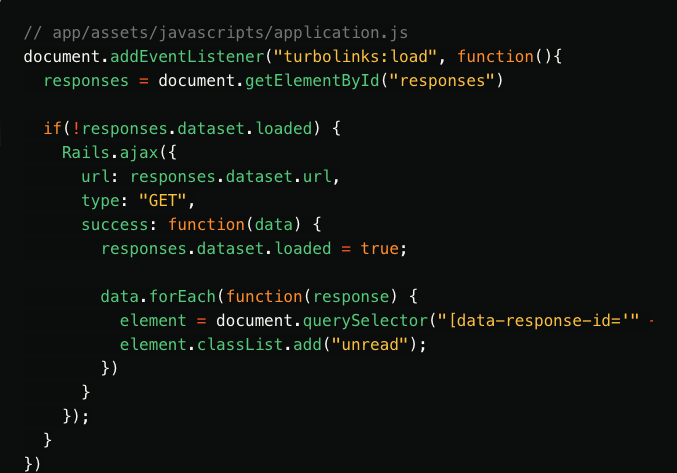 // app/assets/javascripts/application.js
document.addEventListener("turbolinks:load", function(){
  responses = document.getElementById("responses")

  if(!responses.dataset.loaded) {
    Rails.ajax({
      url: responses.dataset.url,
      type: "GET",
      success: function(data) {
        responses.dataset.loaded = true;

        data.forEach(function(response) {
          element = document.querySelector("[data-response-id='"
          element.classList.add("unread");
        })
      }
    });
  }
})